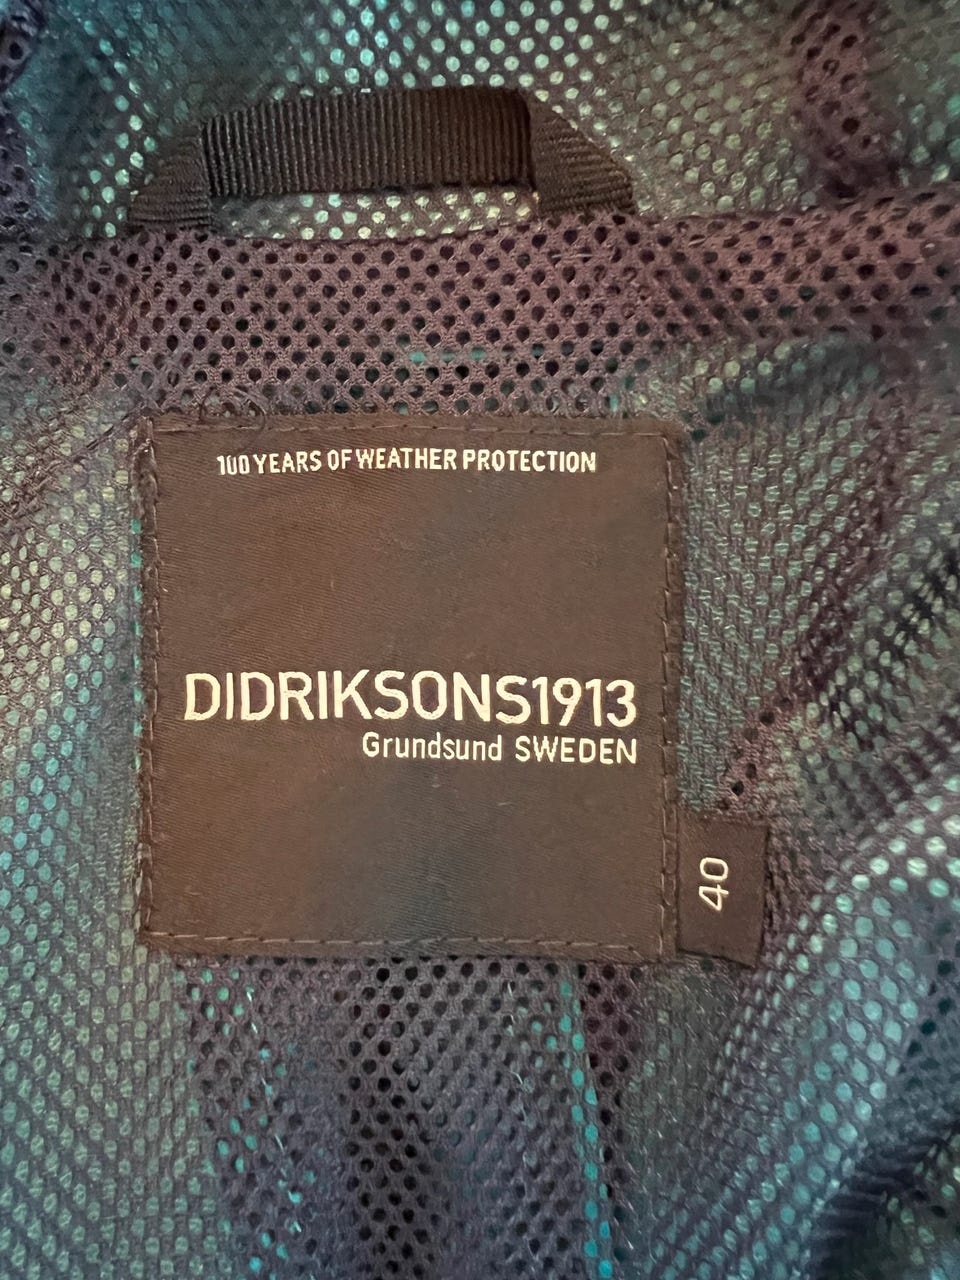 100 YEARS OF WEATHER PROTECTION
DIDRIKSONS1913
Grundsund SWEDEN
40